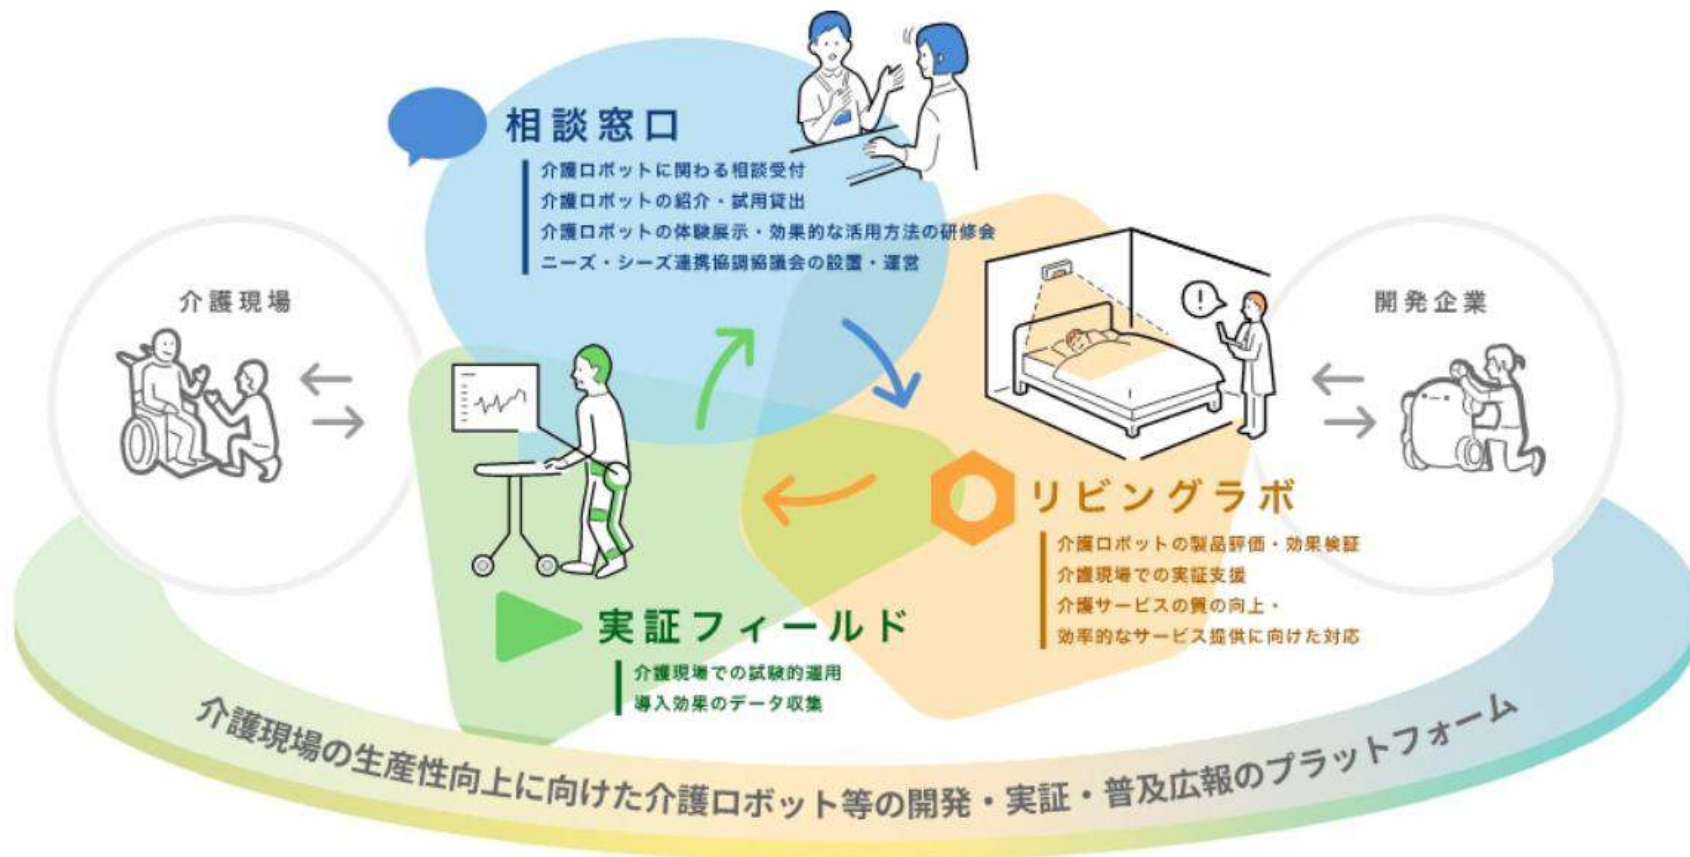 相談窓口
介護ロボットに関わる相談受付
介護ロボットの紹介・試用貸出
介護ロボットの体験展示・効果的な活用方法の研修会
ニーズ・シーズ連携協調協議会の設置・運営
介護現場
開発企業
!
リビングラボ
介護ロボットの製品評価・効果検証
介護現場での実証支援
介護サービスの質の向上・
効率的なサービス提供に向けた対応
実証フィールド
介護現場での試験的運用
導入効果のデータ収集
介護現場の生産性向上に向けた介護ロボット等の開発・実証・普及広報のプラットフォーム